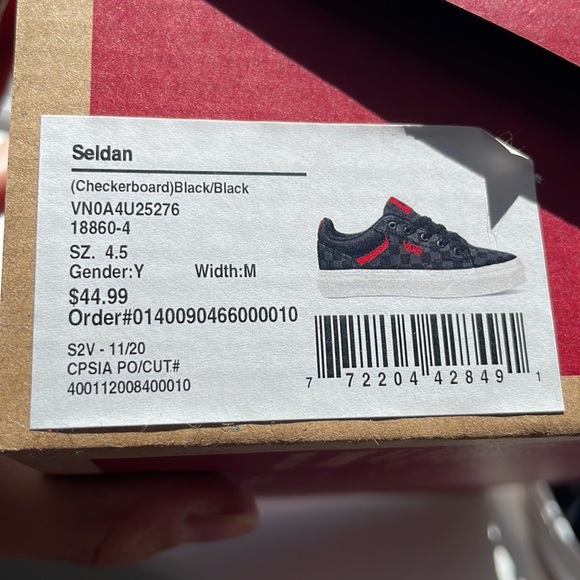 Seldan
(Checkerboard)Black/Black
VN0A4U25276
18860-4
SZ. 4.5
Gender:Y Width:M
$44.99
Order#0140090466000010
S2V - 11/20
CPSIA PO/CUT#
400112008400010
VANS
7 72204 42849 1